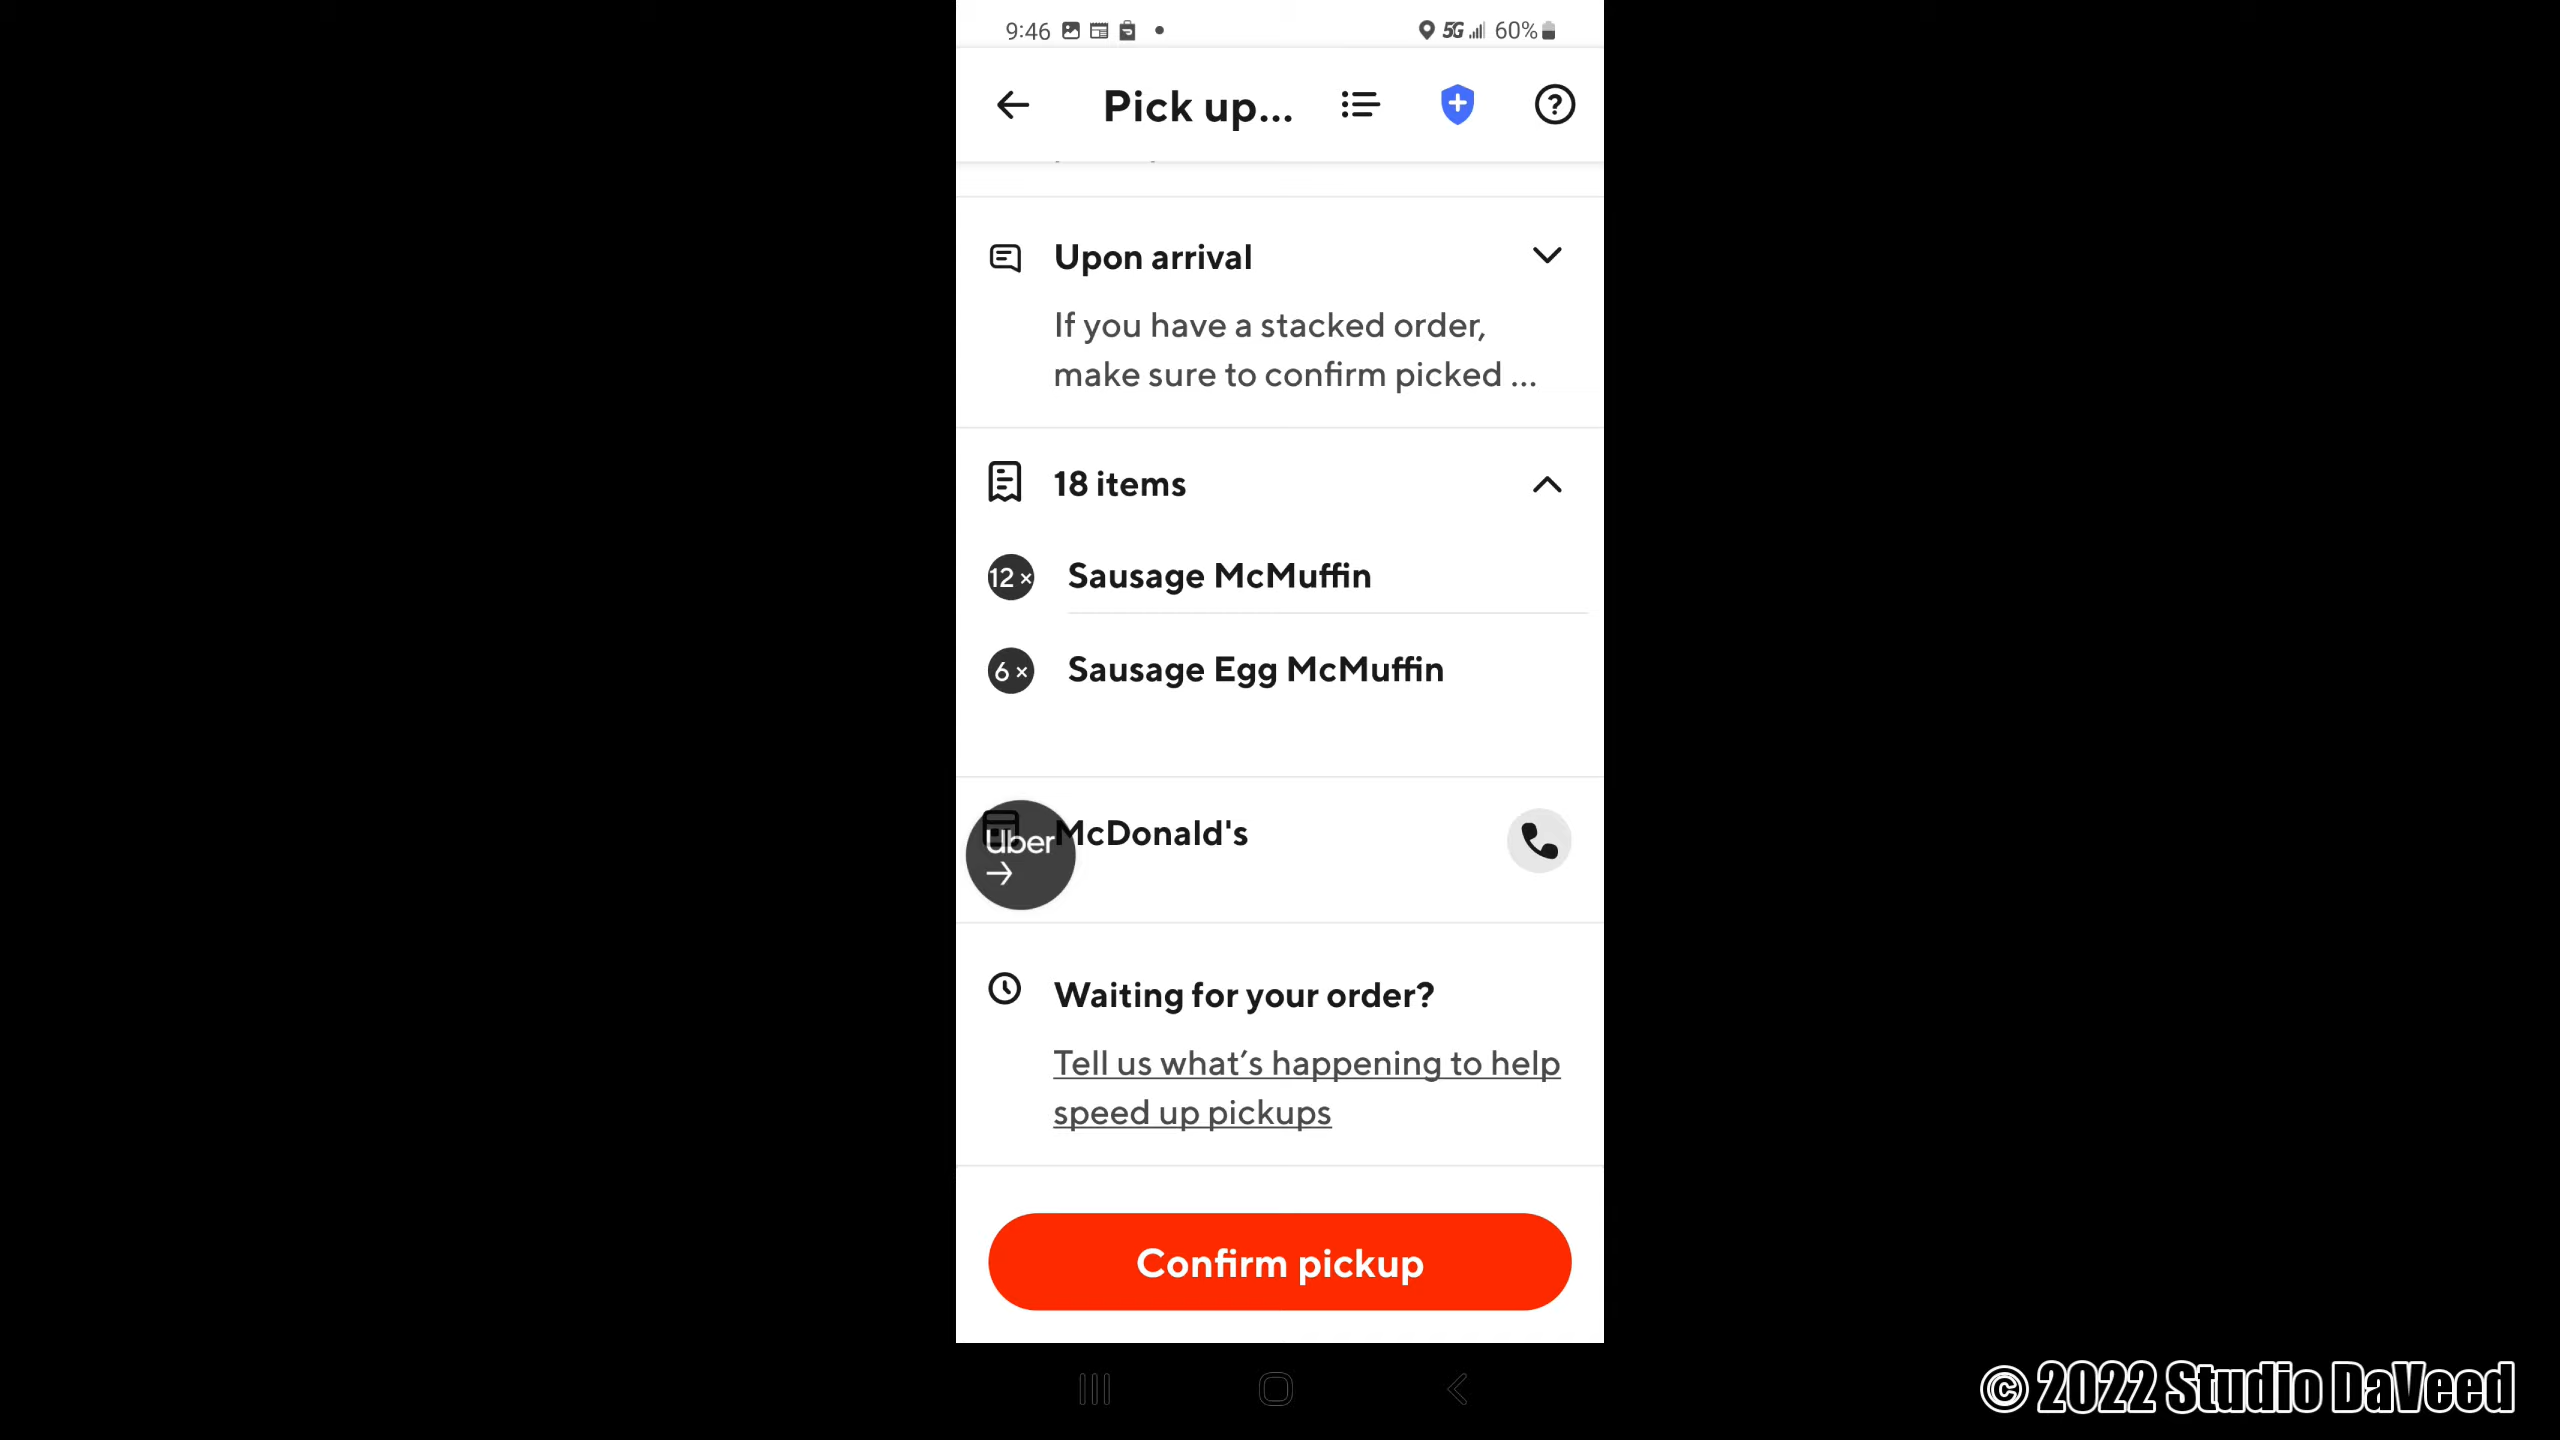 9:46 5G 60%
Pick up...
Upon arrival
If you have a stacked order,
make sure to confirm picked ...
18 items
12 × Sausage McMuffin
6 × Sausage Egg McMuffin
McDonald's
Uber
Waiting for your order?
Tell us what's happening to help
speed up pickups
Confirm pickup
© 2022 Studio DaVeed